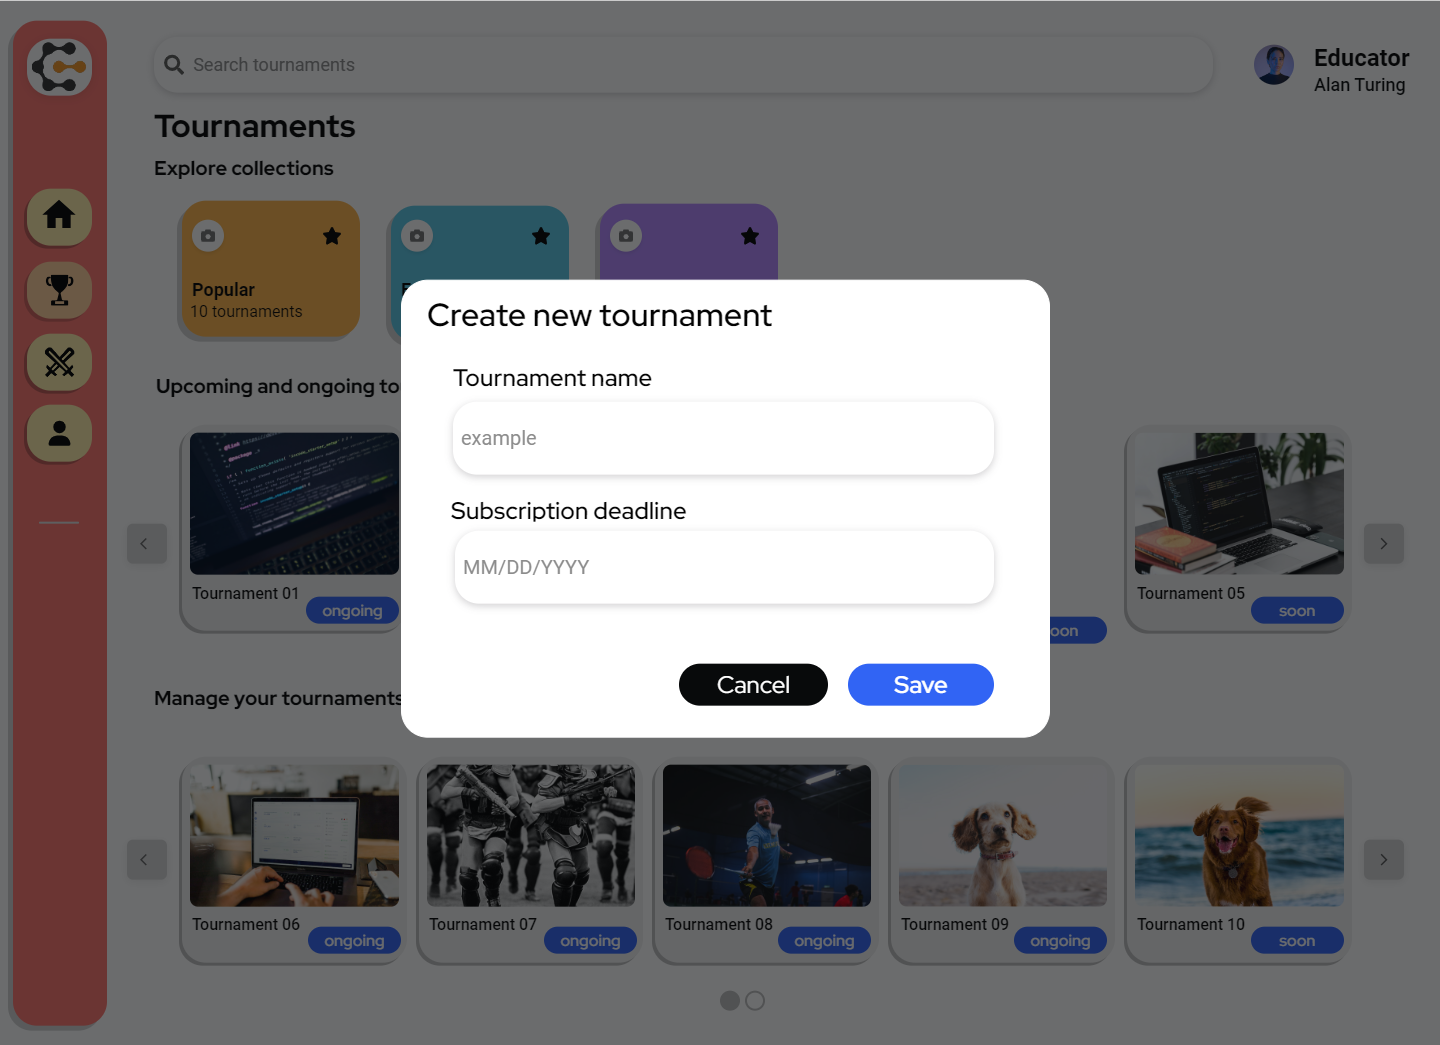 Search tournaments
Educator
Alan Turing
Tournaments
Explore collections
Popular
10 tournaments
Create new tournament
Tournament name
example
Subscription deadline
MM/DD/YYYY
Cancel
Save
Upcoming and ongoing to
Tournament 01
ongoing
oon
Tournament 05
soon
Manage your tournaments
Tournament 06
ongoing
Tournament 07
ongoing
Tournament 08
ongoing
Tournament 09
ongoing
Tournament 10
soon